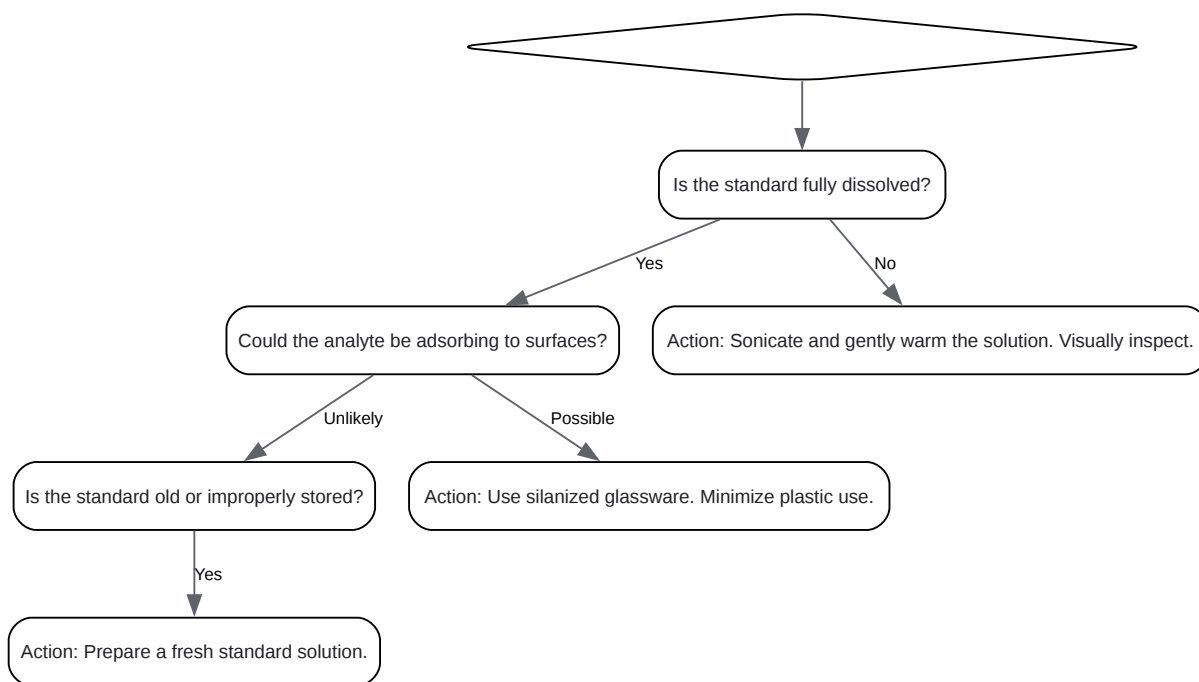 Is the standard fully dissolved?
Yes
No
Could the analyte be adsorbing to surfaces?
Action: Sonicate and gently warm the solution. Visually inspect.
Unlikely
Possible
Is the standard old or improperly stored?
Action: Use silanized glassware. Minimize plastic use.
Yes
Action: Prepare a fresh standard solution.